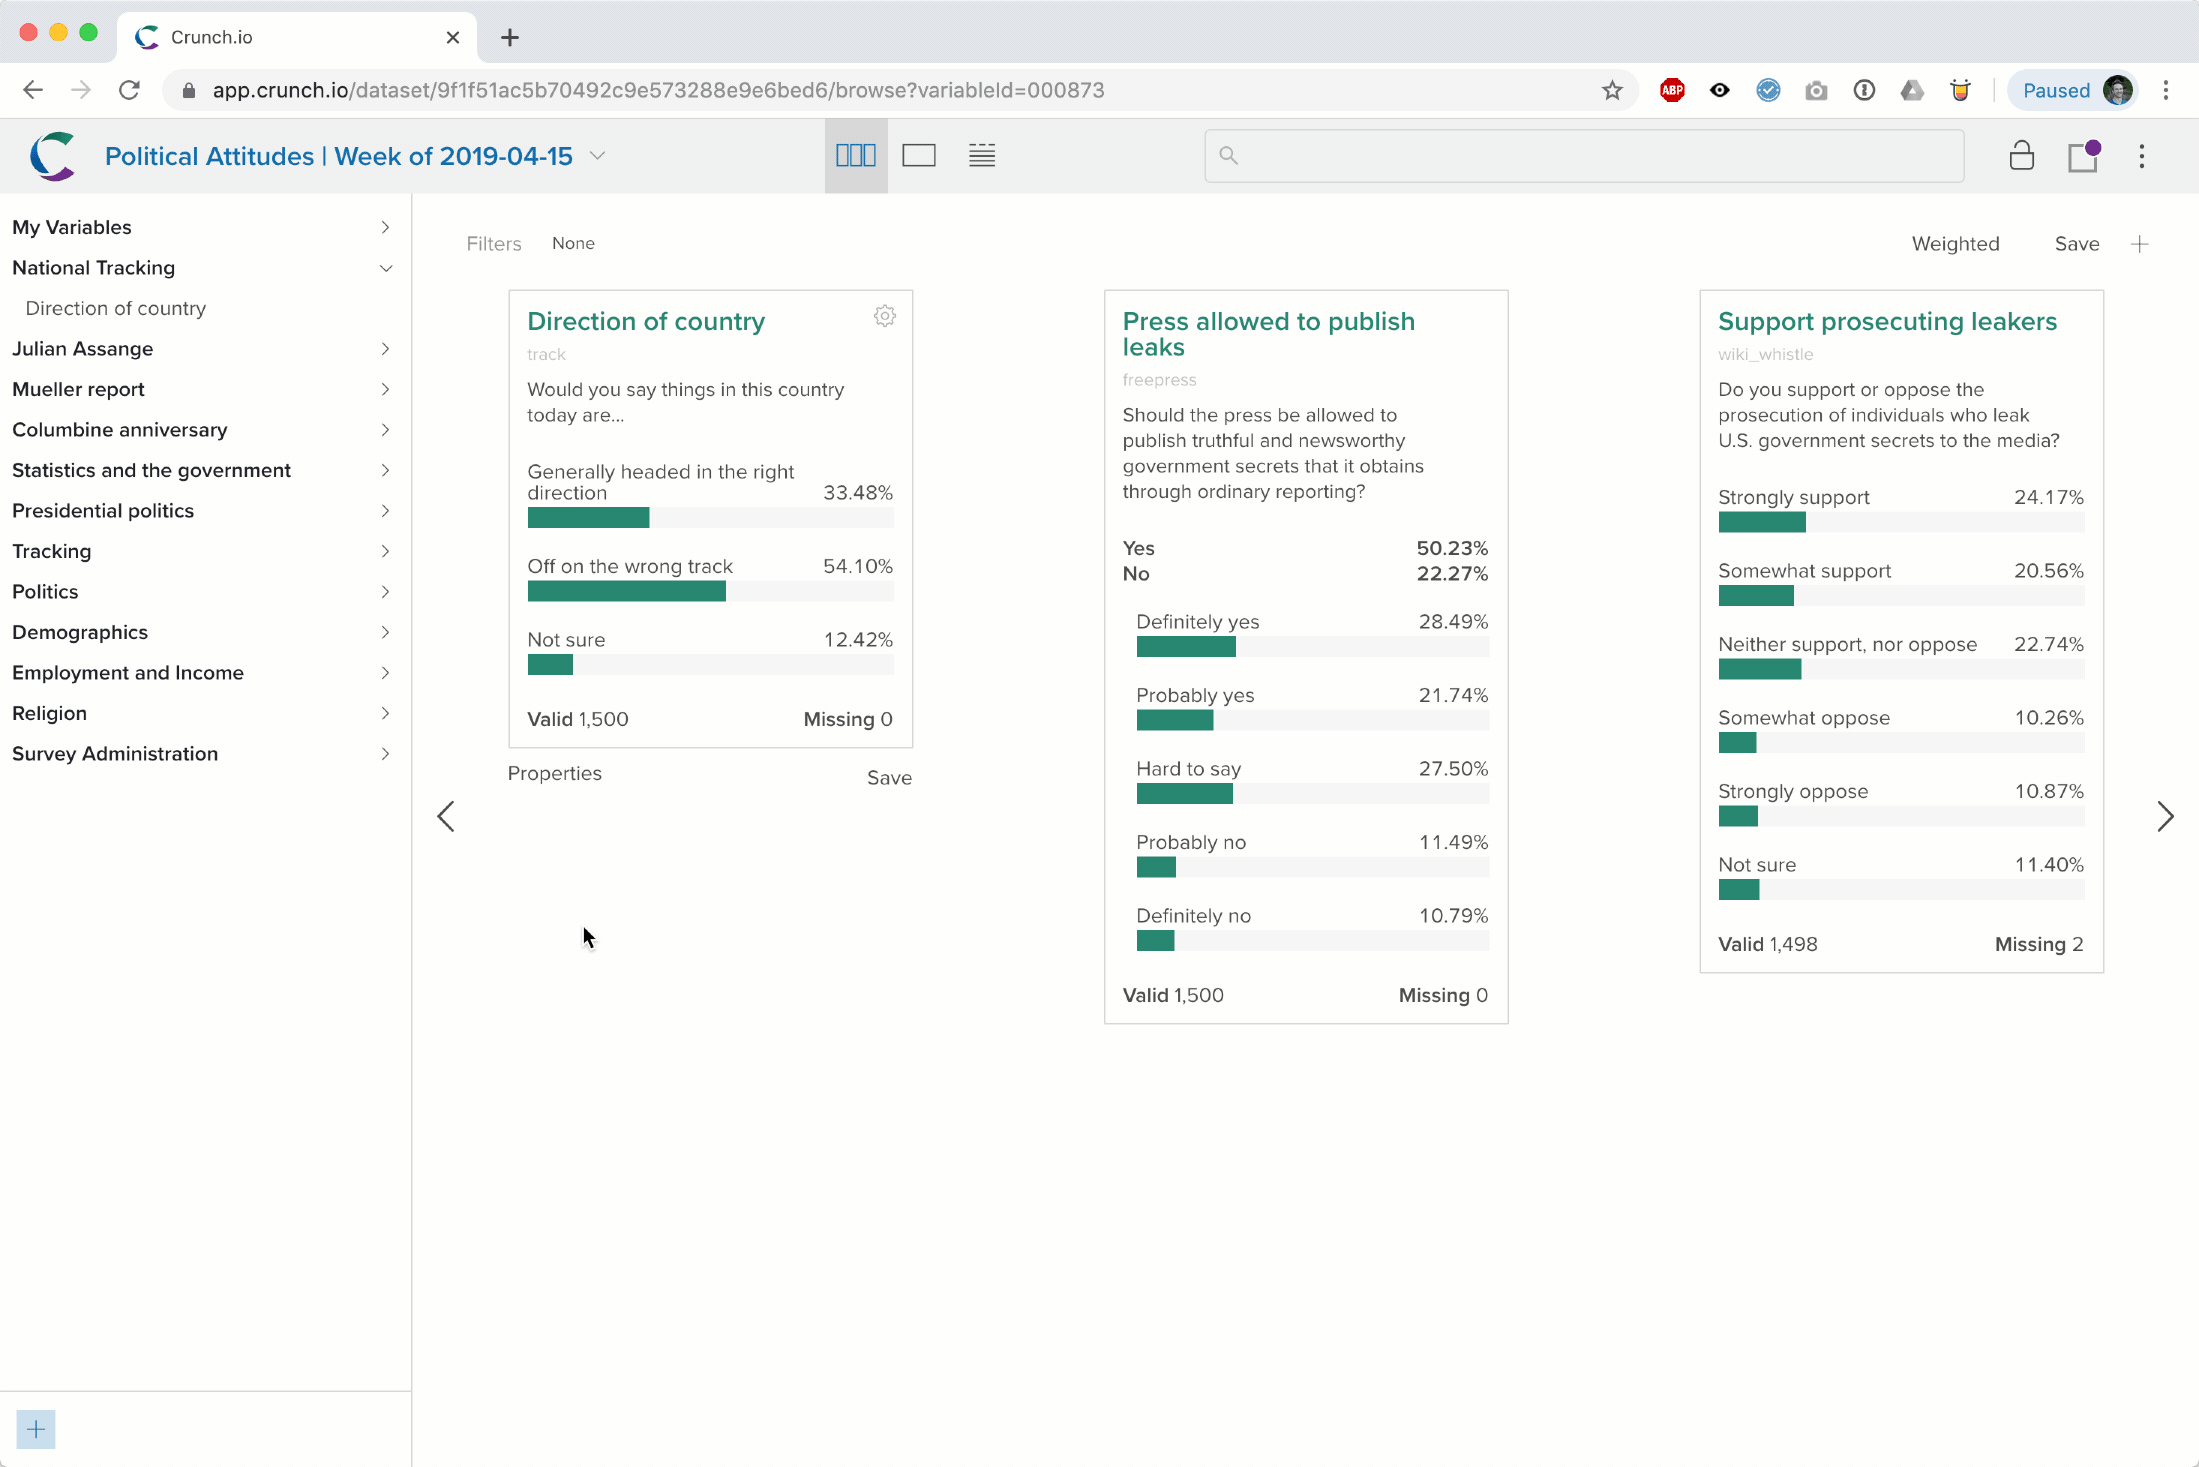 Crunch.io
app.crunch.io/dataset/9f1f51ac5b70492c9e573288e9e6bed6/browse?variableId=000873
ABP
Paused
Political Attitudes | Week of 2019-04-15
My Variables
National Tracking
Direction of country
Julian Assange
Mueller report
Columbine anniversary
Statistics and the government
Presidential politics
Tracking
Politics
Demographics
Employment and Income
Religion
Survey Administration
Filters None
Weighted Save
Direction of country
track
Would you say things in this country
today are...
Generally headed in the right
direction 33.48%
Off on the wrong track 54.10%
Not sure 12.42%
Valid 1,500 Missing 0
Properties Save
Press allowed to publish
leaks
freepress
Should the press be allowed to
publish truthful and newsworthy
government secrets that it obtains
through ordinary reporting?
Yes 50.23%
No 22.27%
Definitely yes 28.49%
Probably yes 21.74%
Hard to say 27.50%
Probably no 11.49%
Definitely no 10.79%
Valid 1,500 Missing 0
Support prosecuting leakers
wiki_whistle
Do you support or oppose the
prosecution of individuals who leak
U.S. government secrets to the media?
Strongly support 24.17%
Somewhat support 20.56%
Neither support, nor oppose 22.74%
Somewhat oppose 10.26%
Strongly oppose 10.87%
Not sure 11.40%
Valid 1,498 Missing 2